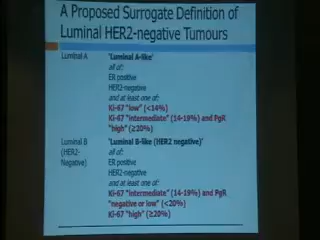 A Proposed Surrogate Definition of
Luminal HER2-negative Tumours
Luminal A
'Luminal A-like'
all of:
ER positive
HER2-negative
and at least one of:
Ki-67 "low" (<14%)
Ki-67 "intermediate" (14-19%) and PgR
"high" (≥20%)
Luminal B
(HER2-
Negative)
'Luminal B-like (HER2 negative)'
all of:
ER positive
HER2-negative
and at least one of:
Ki-67 "intermediate" (14-19%) and PgR
"negative or low" (<20%)
Ki-67 "high" (≥20%)